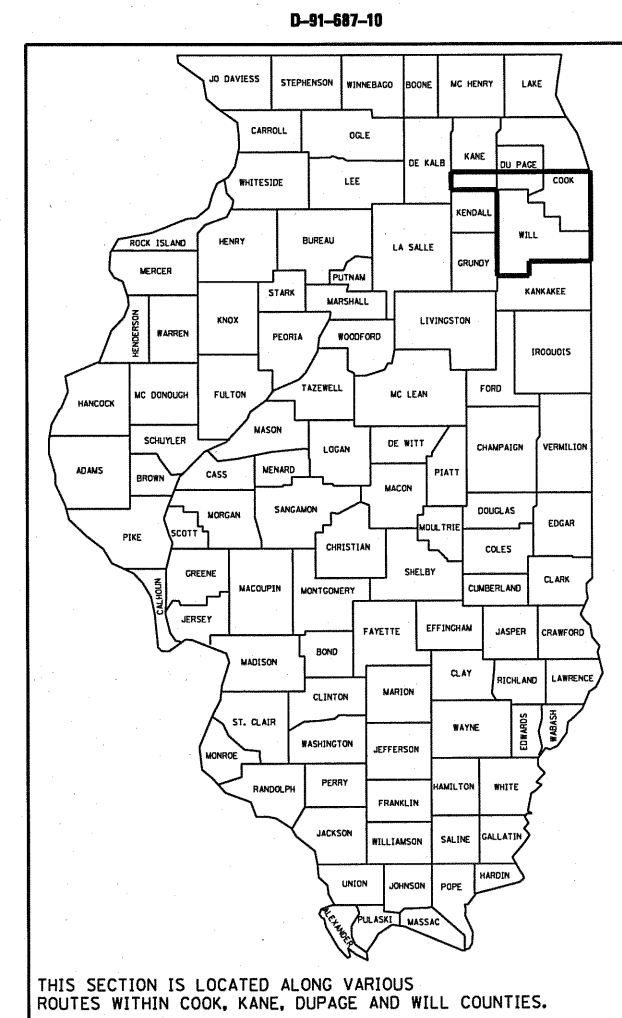 D-91-687-10
JO DAVIESS STEPHENSON WINNEBAGO BOONE MC HENRY LAKE
CARROLL OGLE
DE KALB KANE DU PAGE COOK
WHITESIDE LEE
KENDALL
WILL
ROCK ISLAND HENRY BUREAU LA SALLE
GRUNDY
MERCER PUTNAM
STARK MARSHALL KANKAKEE
HENDERSON WARREN KNOX PEORIA WOODFORD LIVINGSTON
IROQUOIS
HANCOCK MC DONOUGH FULTON TAZEWELL MC LEAN FORD
MASON
SCHUYLER LOGAN DE WITT CHAMPAIGN VERMILION
ADAMS BROWN CASS MENARD MACON PIATT
MORGAN SANGAMON DOUGLAS
PIKE SCOTT CHRISTIAN MOULTRIE EDGAR
COLES
CALHOUN GREENE MACOUPIN MONTGOMERY SHELBY CUMBERLAND CLARK
JERSEY
FAYETTE EFFINGHAM JASPER CRAWFORD
MADISON BOND
CLAY RICHLAND LAWRENCE
CLINTON MARION
ST. CLAIR WAYNE EDWARDS WABASH
WASHINGTON JEFFERSON
MONROE
RANDOLPH PERRY HAMILTON WHITE
FRANKLIN
JACKSON WILLIAMSON SALINE GALLATIN
UNION JOHNSON POPE HARDIN
ALEXANDER PULASKI MASSAC
THIS SECTION IS LOCATED ALONG VARIOUS
ROUTES WITHIN COOK, KANE, DUPAGE AND WILL COUNTIES.